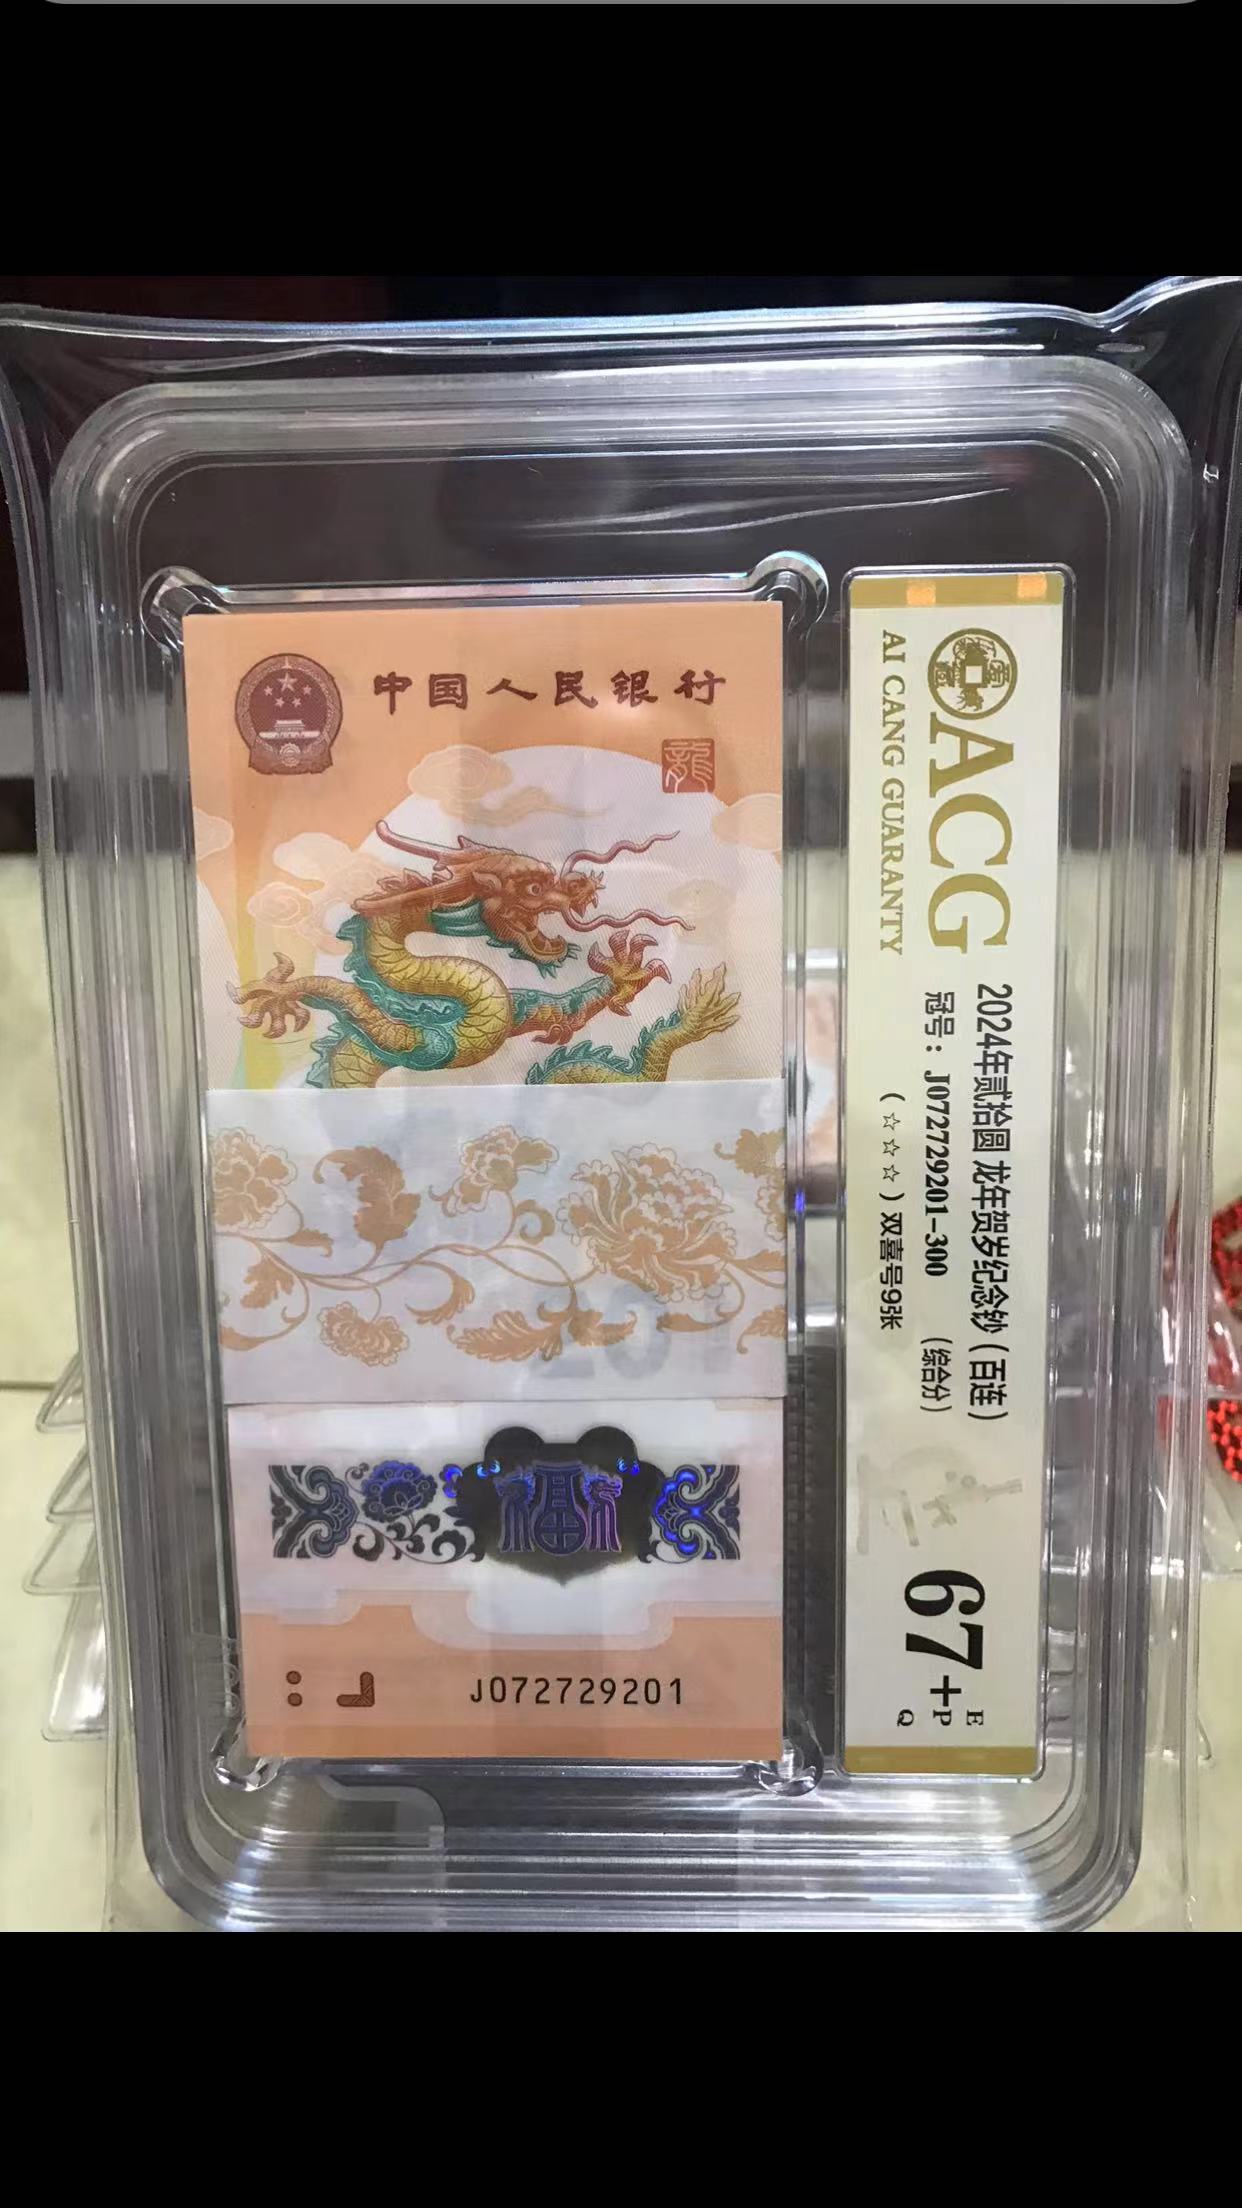 中国人民银行
龍
福
J072729201
ACG
AI CANG GUARANTY
2024年贰拾圆 龙年贺岁纪念钞（百连）
冠号：J072729201-300 （综合分）
（☆☆☆）双喜号9张
67+
E
P
Q